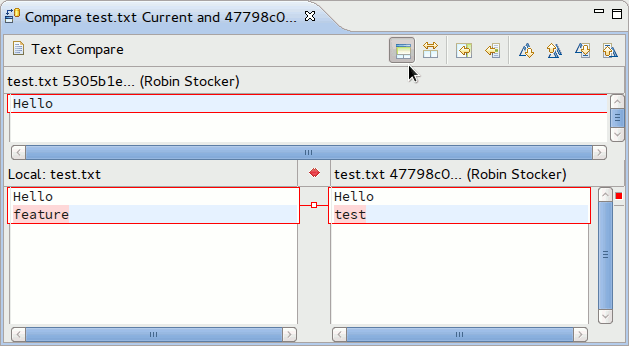 Compare test.txt Current and 47798c0...
Text Compare
test.txt 5305b1e... (Robin Stocker)
Hello
Local: test.txt
test.txt 47798c0... (Robin Stocker)
Hello
feature
Hello
test